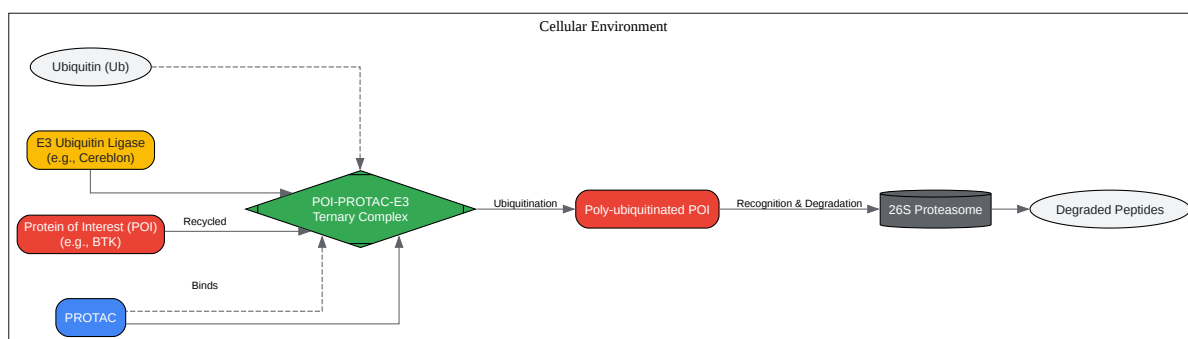 Cellular Environment
Ubiquitin (Ub)
E3 Ubiquitin Ligase
(e.g., Cereblon)
POI-PROTAC-E3
Ternary Complex
Ubiquitination
Poly-ubiquitinated POI
Recognition & Degradation
26S Proteasome
Degraded Peptides
Recycled
Protein of Interest (POI)
(e.g., BTK)
Binds
PROTAC